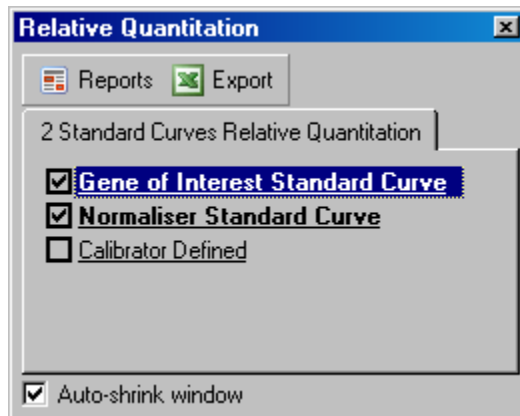 Relative Quantitation
Reports Export
2 Standard Curves Relative Quantitation
Gene of Interest Standard Curve
Normaliser Standard Curve
Calibrator Defined
Auto-shrink window